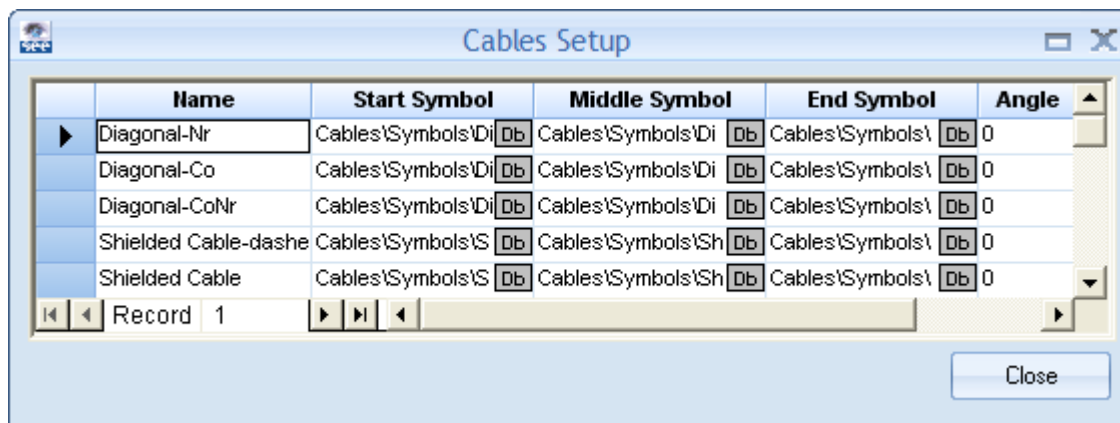 see
Cables Setup
Name Start Symbol Middle Symbol End Symbol Angle
Diagonal-Nr Cables\Symbols\Di Db Cables\Symbols\Di Db Cables\Symbols\ Db 0
Diagonal-Co Cables\Symbols\Di Db Cables\Symbols\Di Db Cables\Symbols\ Db 0
Diagonal-CoNr Cables\Symbols\Di Db Cables\Symbols\Di Db Cables\Symbols\ Db 0
Shielded Cable-dashe Cables\Symbols\S Db Cables\Symbols\Sh Db Cables\Symbols\ Db 0
Shielded Cable Cables\Symbols\S Db Cables\Symbols\Sh Db Cables\Symbols\ Db 0
Record 1
Close